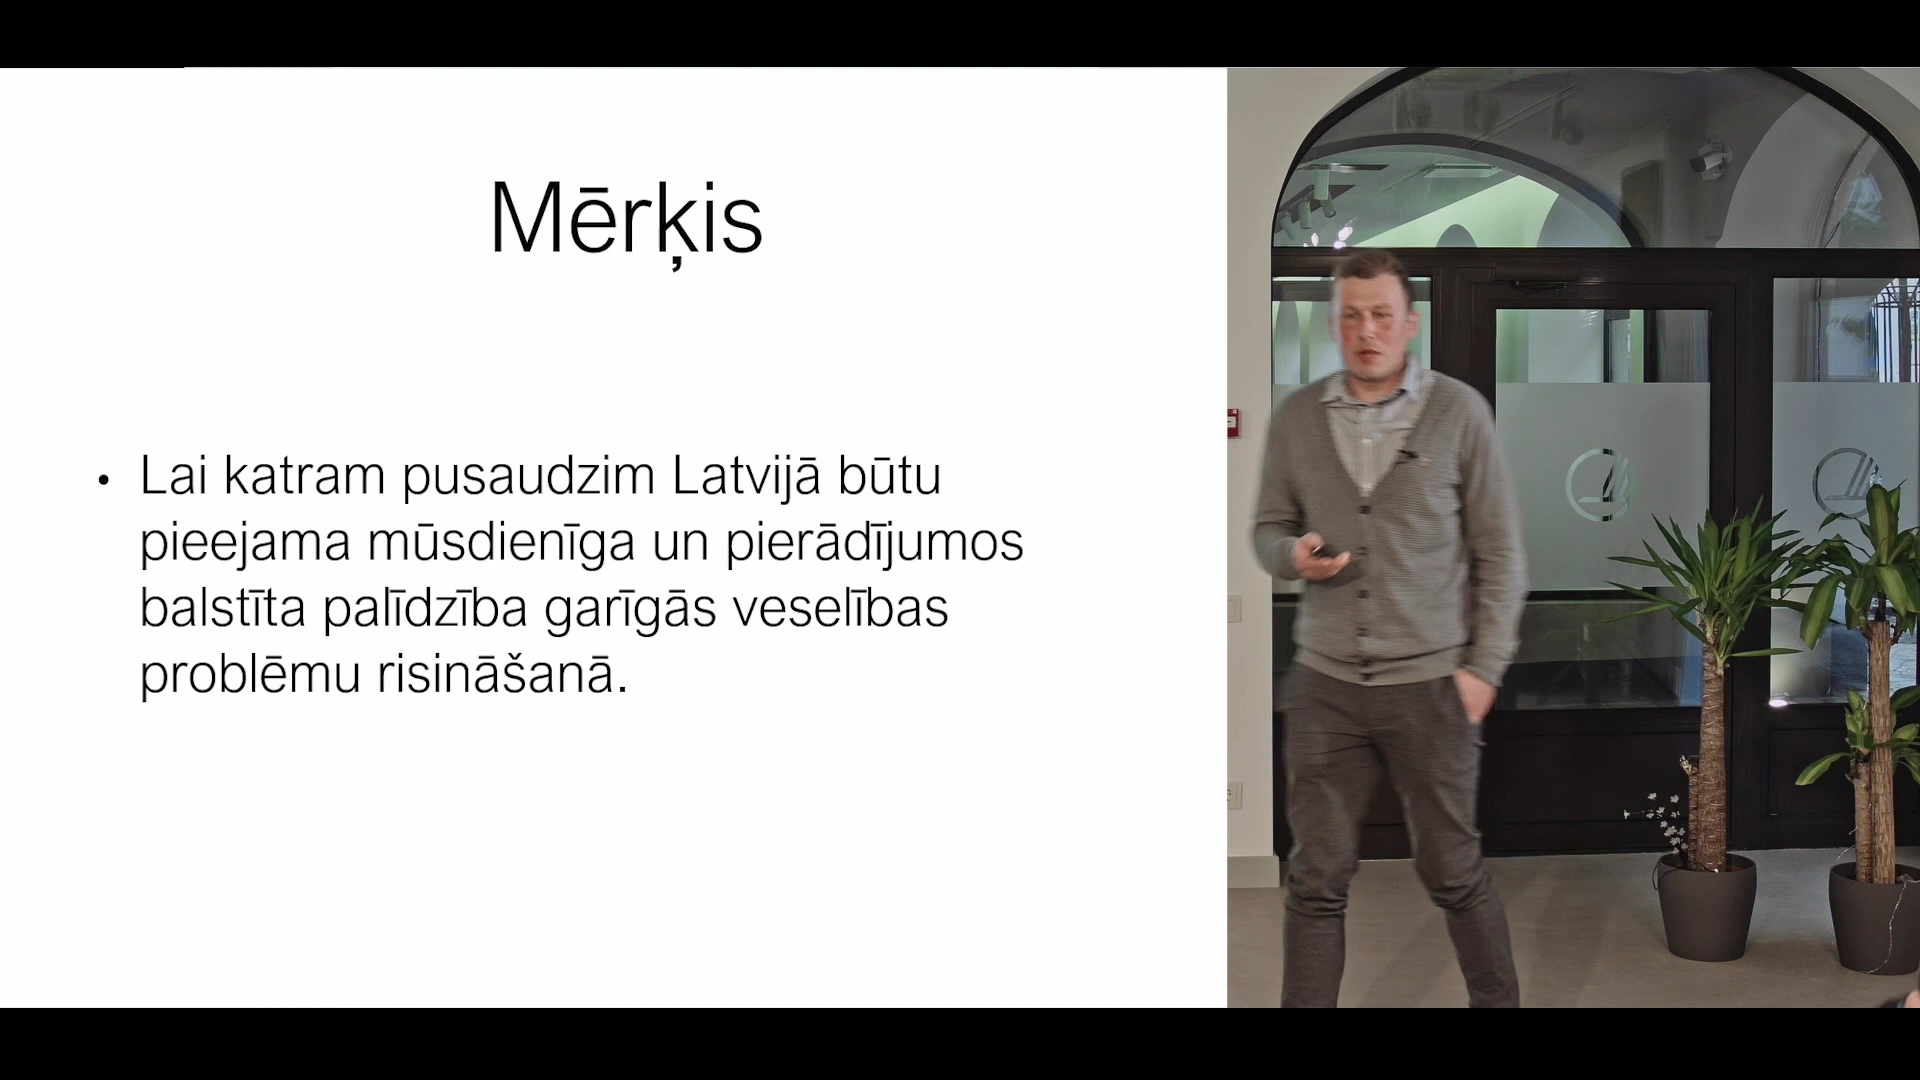 Mērķis
• Lai katram pusaudzim Latvijā būtu
pieejama mūsdienīga un pierādījumos
balstīta palīdzība garīgās veselības
problēmu risināšanā.